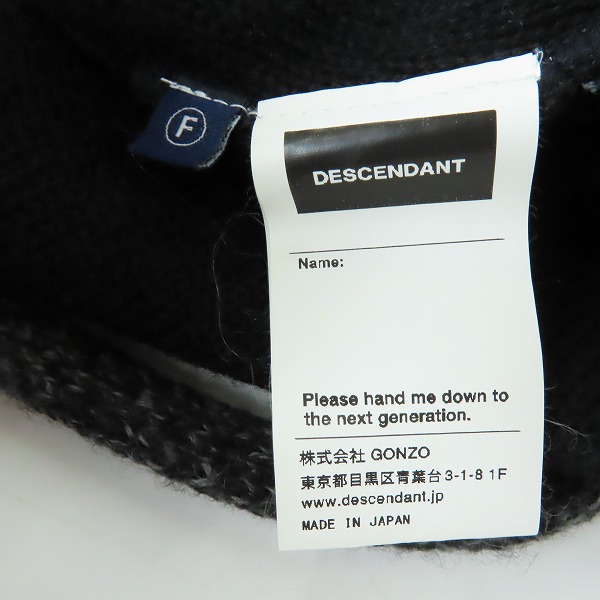 F
DESCENDANT
Name:
Please hand me down to
the next generation.
株式会社 GONZO
東京都目黒区青葉台3-1-8 1F
www.descendant.jp
MADE IN JAPAN